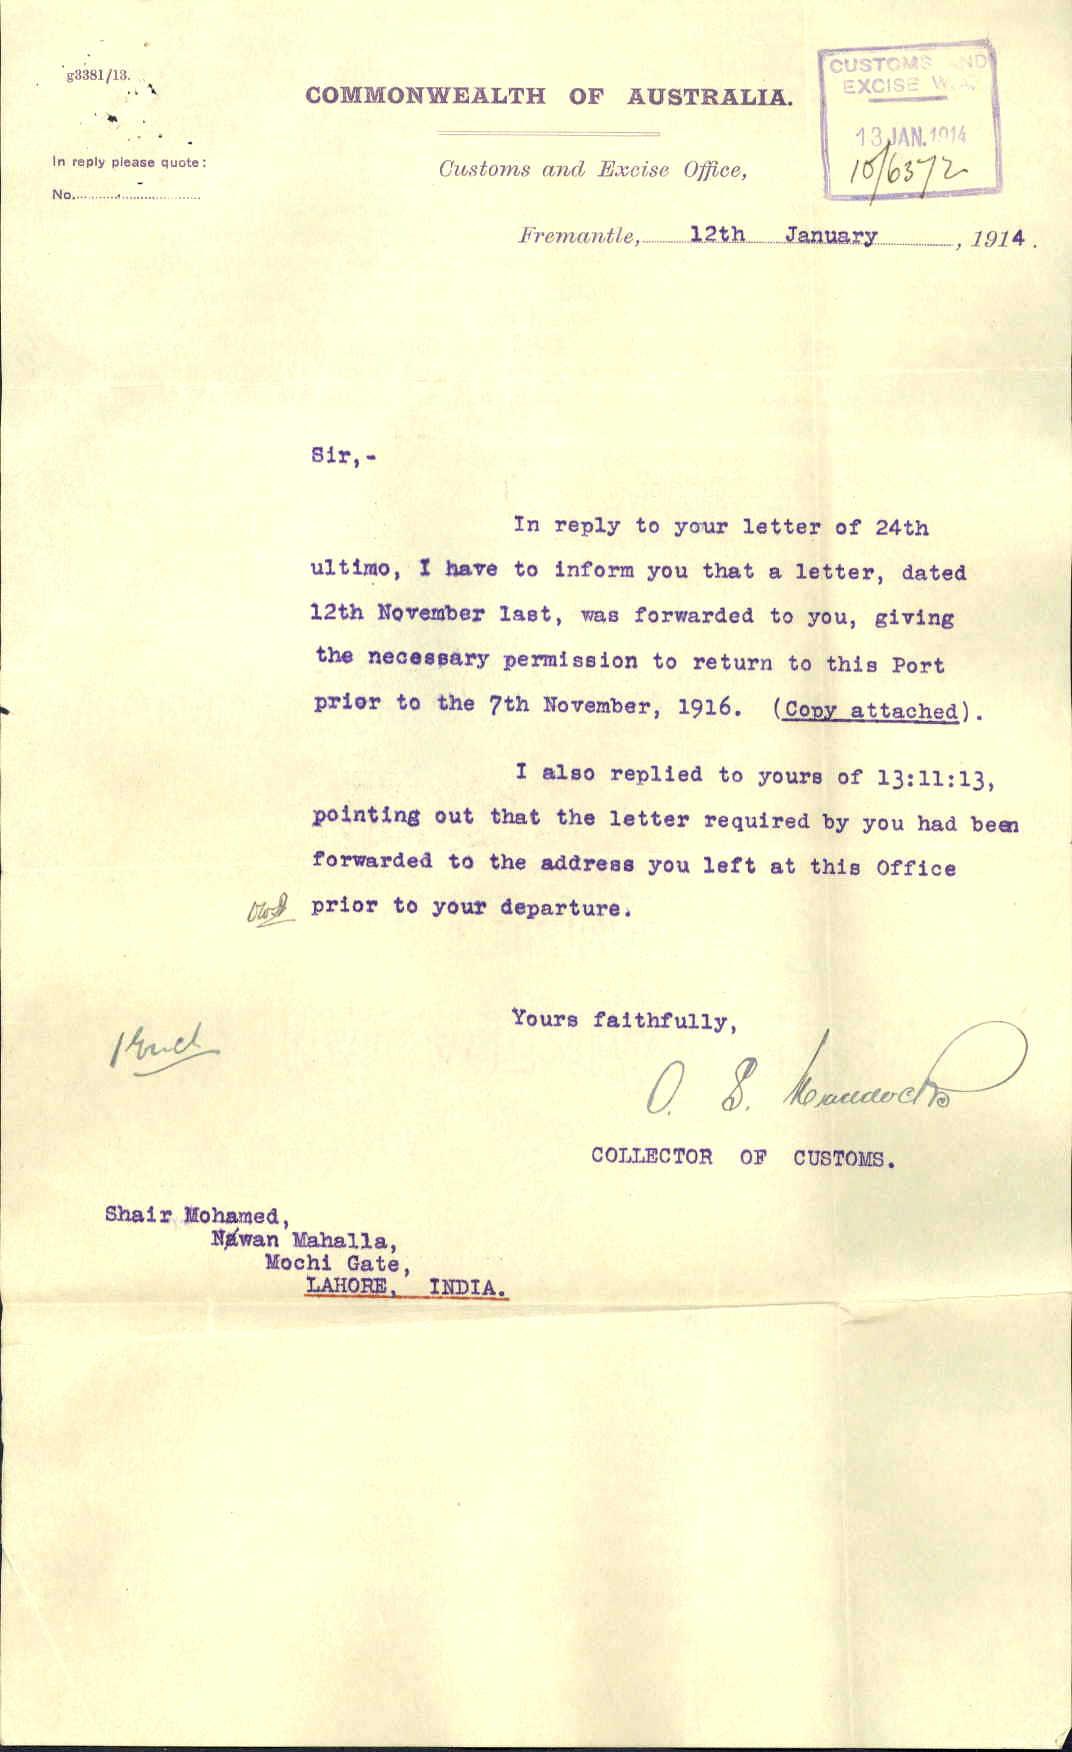 g3381/13.
COMMONWEALTH OF AUSTRALIA.
CUSTOMS AND
EXCISE W.A.
13 JAN. 1914
10/6372
In reply please quote:
No.
Customs and Excise Office,
Fremantle, 12th January, 1914.
Sir,-
In reply to your letter of 24th
ultimo, I have to inform you that a letter, dated
12th November last, was forwarded to you, giving
the necessary permission to return to this Port
prior to the 7th November, 1916. (Copy attached).
I also replied to yours of 13:11:13,
pointing out that the letter required by you had been
forwarded to the address you left at this Office
prior to your departure.
Yours faithfully,
1 Encl
O. S.
COLLECTOR OF CUSTOMS.
Shair Mohamed,
Nawan Mahalla,
Mochi Gate,
LAHORE, INDIA.